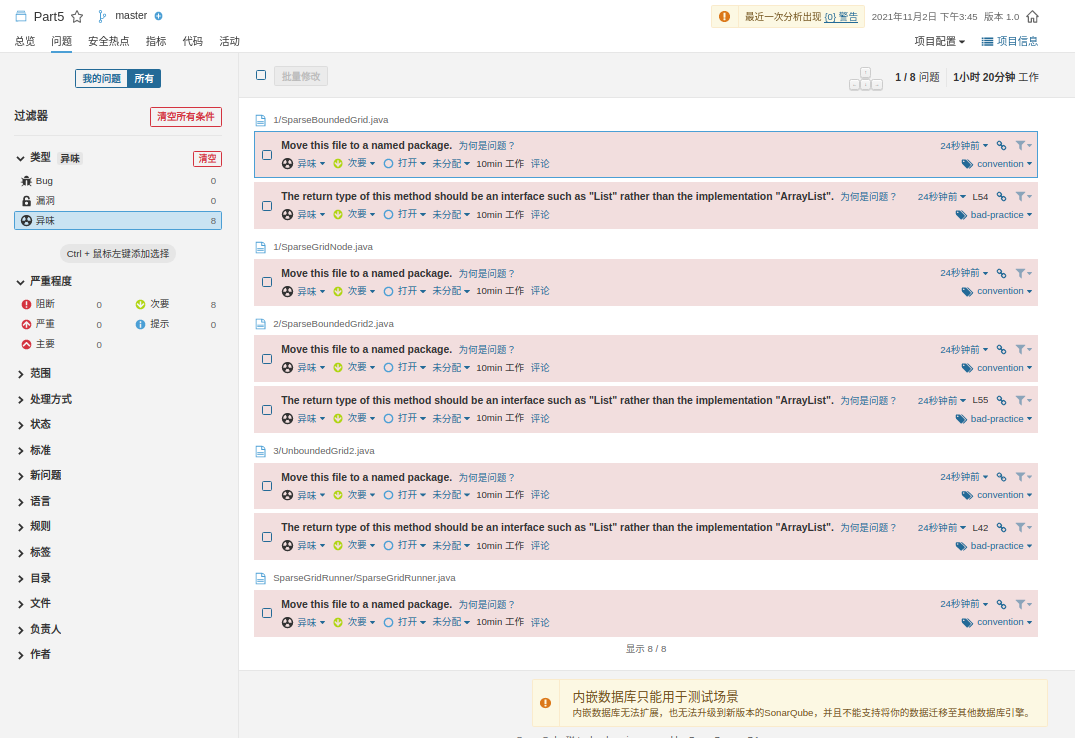 Part5 master 最近一次分析出现 {0} 警告 2021年11月2日 下午3:45 版本 1.0
总览 问题 安全热点 指标 代码 活动 项目配置 项目信息
我的问题 所有 批量修改 1 / 8 问题 1小时 20分钟 工作
过滤器 清空所有条件
类型 异味 清空
Bug 0
漏洞 0
异味 8
Ctrl + 鼠标左键添加选择
严重程度
阻断 0 次要 8
严重 0 提示 0
主要 0
范围
处理方式
状态
标准
新问题
语言
规则
标签
目录
文件
负责人
作者
1/SparseBoundedGrid.java
Move this file to a named package. 为何是问题？ 24秒钟前
异味 次要 打开 未分配 10min 工作 评论 convention
The return type of this method should be an interface such as "List" rather than the implementation "ArrayList". 为何是问题？ 24秒钟前 L54
异味 次要 打开 未分配 10min 工作 评论 bad-practice
1/SparseGridNode.java
Move this file to a named package. 为何是问题？ 24秒钟前
异味 次要 打开 未分配 10min 工作 评论 convention
2/SparseBoundedGrid2.java
Move this file to a named package. 为何是问题？ 24秒钟前
异味 次要 打开 未分配 10min 工作 评论 convention
The return type of this method should be an interface such as "List" rather than the implementation "ArrayList". 为何是问题？ 24秒钟前 L55
异味 次要 打开 未分配 10min 工作 评论 bad-practice
3/UnboundedGrid2.java
Move this file to a named package. 为何是问题？ 24秒钟前
异味 次要 打开 未分配 10min 工作 评论 convention
The return type of this method should be an interface such as "List" rather than the implementation "ArrayList". 为何是问题？ 24秒钟前 L42
异味 次要 打开 未分配 10min 工作 评论 bad-practice
SparseGridRunner/SparseGridRunner.java
Move this file to a named package. 为何是问题？ 24秒钟前
异味 次要 打开 未分配 10min 工作 评论 convention
显示 8 / 8
内嵌数据库只能用于测试场景
内嵌数据库无法扩展，也无法升级到新版本的SonarQube，并且不能支持将你的数据迁移至其他数据库引擎。